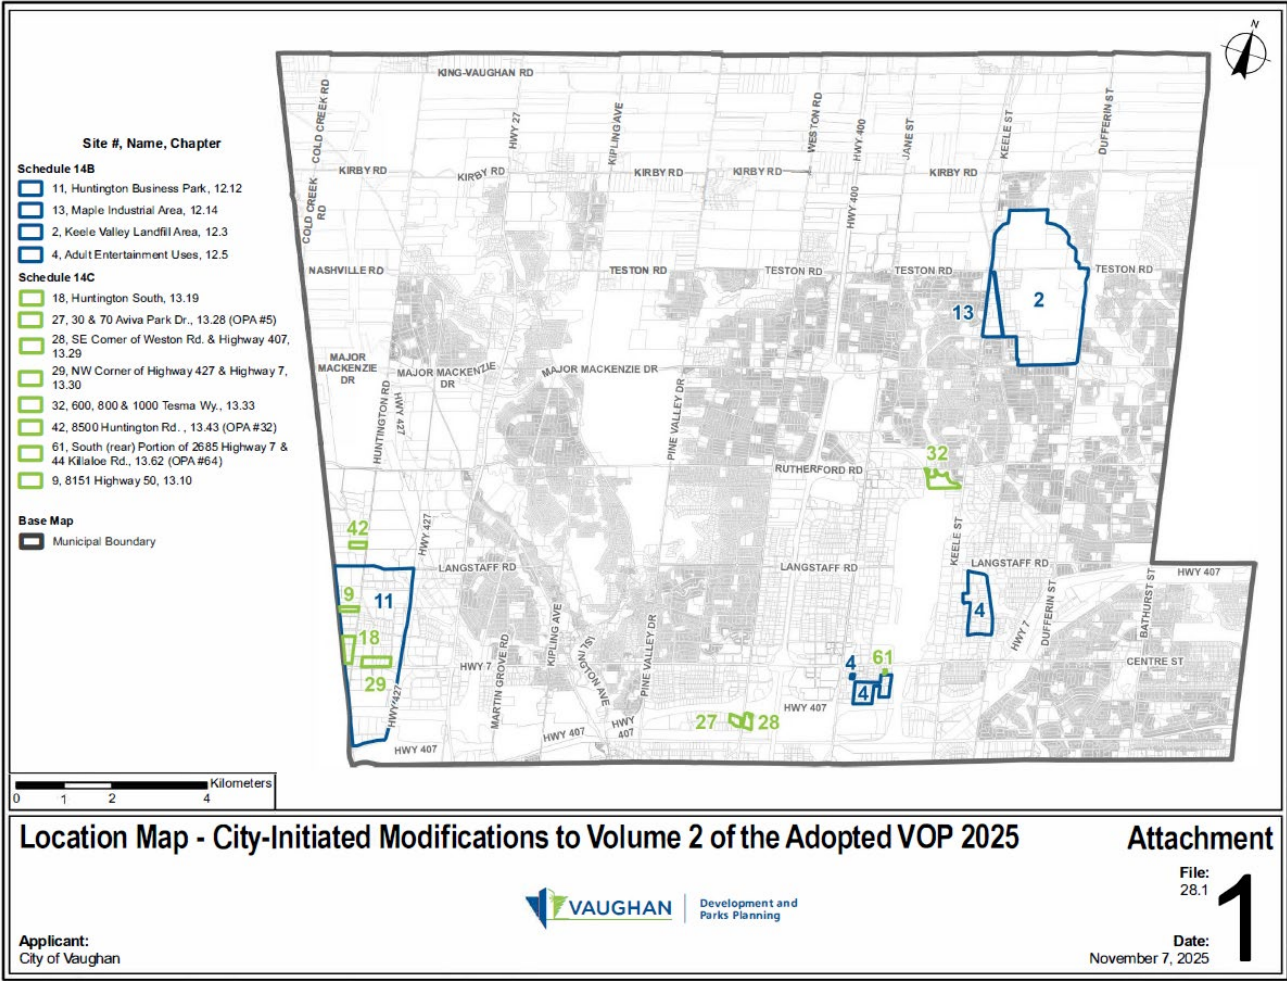 N
Site #, Name, Chapter
Schedule 14B
11, Huntington Business Park, 12.12
13, Maple Industrial Area, 12.14
2, Keele Valley Landfill Area, 12.3
4, Adult Entertainment Uses, 12.5
Schedule 14C
18, Huntington South, 13.19
27, 30 & 70 Aviva Park Dr., 13.28 (OPA #5)
28, SE Corner of Weston Rd. & Highway 407,
13.29
29, NW Corner of Highway 427 & Highway 7,
13.30
32, 600, 800 & 1000 Tesma Wy., 13.33
42, 8500 Huntington Rd. , 13.43 (OPA #32)
61, South (rear) Portion of 2685 Highway 7 &
44 Killaloe Rd., 13.62 (OPA #64)
9, 8151 Highway 50, 13.10
Base Map
Municipal Boundary
KING-VAUGHAN RD
COLD CREEK RD
HWY 27
KIPLING AVE
WESTON RD
HWY 400
JANE ST
KEELE ST
DUFFERIN ST
KIRBY RD
KIRBY RD
KIRBY RD
KIRBY RD
KIRBY RD
COLD CREEK
RD
HWY 400
NASHVILLE RD
TESTON RD
TESTON RD
TESTON RD
TESTON RD
13
2
MAJOR
MACKENZIE
DR
MAJOR MACKENZIE
DR
MAJOR MACKENZIE DR
HUNTINGTON RD
HWY 427
PINE VALLEY DR
32
RUTHERFORD RD
42
HWY 427
KEELE ST
LANGSTAFF RD
LANGSTAFF RD
LANGSTAFF RD
HWY 407
9
11
4
18
29
HWY 7
HWY 427
MARTIN GROVE RD
KIPLING AVE
ISLINGTON AVE
PINE VALLEY DR
HWY 7
DUFFERIN ST
BATHURST ST
CENTRE ST
4
61
4
27
28
HWY 407
HWY 407
HWY 407
HWY
407
Kilometers
0 1 2 4
Location Map - City-Initiated Modifications to Volume 2 of the Adopted VOP 2025
Attachment
File:
28.1
1
VAUGHAN
Development and
Parks Planning
Applicant:
City of Vaughan
Date:
November 7, 2025